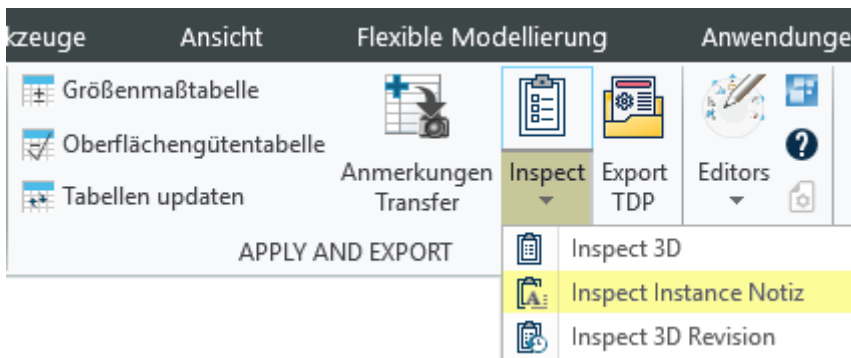 kzeuge Ansicht Flexible Modellierung Anwendunge
Größenmaßtabelle
Oberflächengütentabelle
Tabellen updaten
Anmerkungen
Transfer
Inspect
Export
TDP
Editors
APPLY AND EXPORT
Inspect 3D
Inspect Instance Notiz
Inspect 3D Revision